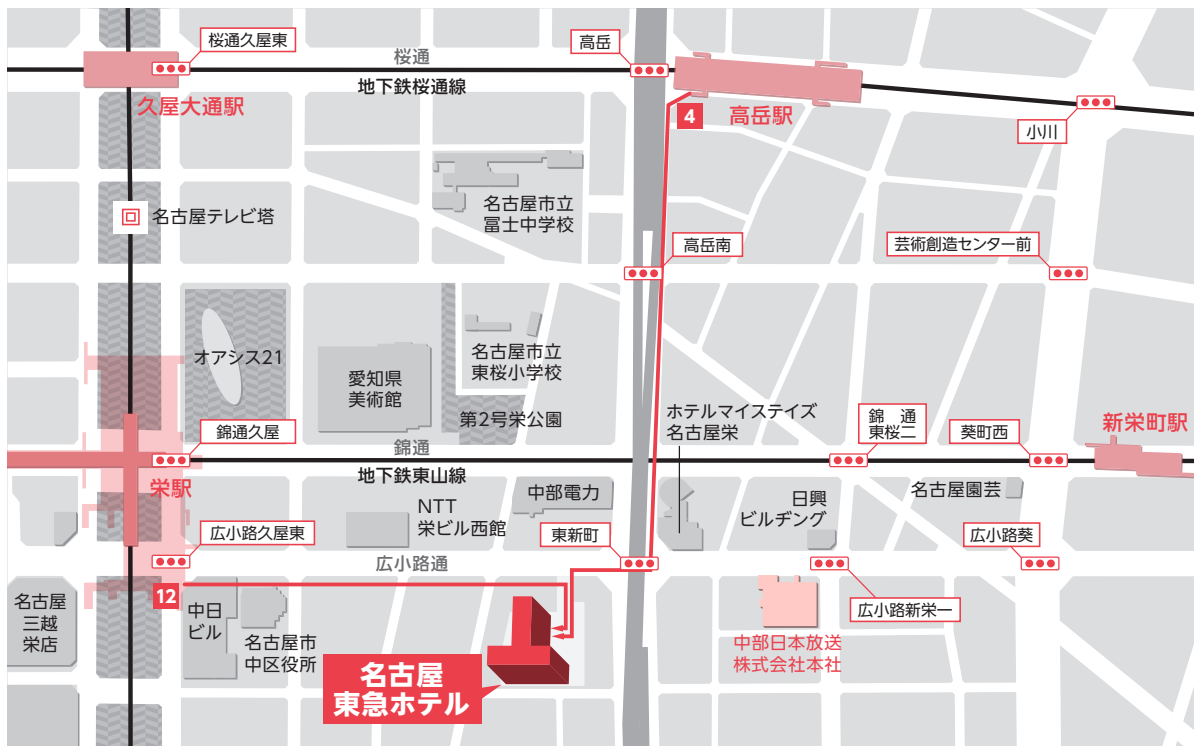 桜通久屋東
桜通
高岳
地下鉄桜通線
久屋大通駅
4
高岳駅
小川
名古屋テレビ塔
名古屋市立
冨士中学校
高岳南
芸術創造センター前
オアシス21
愛知県
美術館
名古屋市立
東桜小学校
第2号栄公園
ホテルマイステイズ
名古屋栄
錦通久屋
錦通
錦　通
東桜二
葵町西
新栄町駅
地下鉄東山線
栄駅
NTT
栄ビル西館
中部電力
日興
ビルヂング
名古屋園芸
広小路久屋東
広小路通
東新町
広小路葵
12
名古屋
三越
栄店
中日
ビル
名古屋市
中区役所
広小路新栄一
中部日本放送
株式会社本社
名古屋
東急ホテル